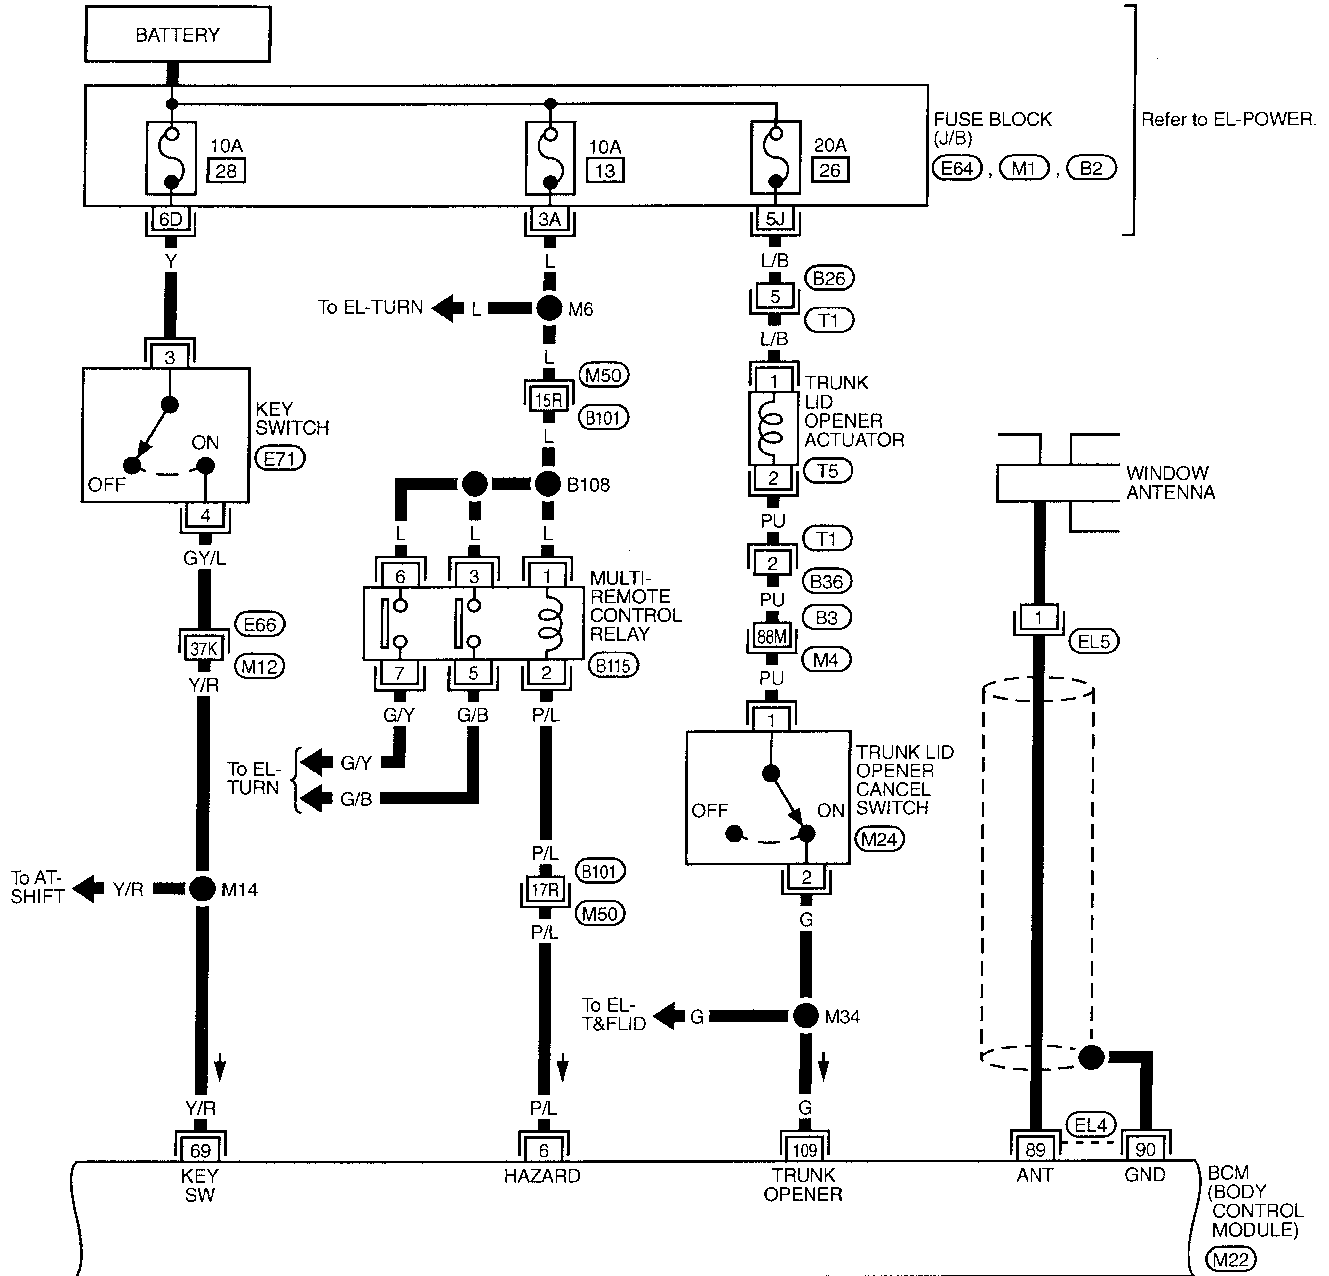 BATTERY
10A
28
10A
13
20A
26
FUSE BLOCK
(J/B)
E64 , M1 , B2
Refer to EL-POWER.
6D
3A
5J
Y
L
L/B
B26
5
T1
To EL-TURN
L
M6
L/B
3
L
M50
15R
B101
1
TRUNK
LID
OPENER
ACTUATOR
2
T5
KEY
SWITCH
E71
ON
OFF
4
L
B108
WINDOW
ANTENNA
GY/L
L
L
L
PU
T1
2
B36
6
3
1
MULTI-
REMOTE
CONTROL
RELAY
B115
PU
B3
88M
M4
1
EL5
E66
37K
M12
Y/R
7
5
2
PU
G/Y
G/B
P/L
1
TRUNK LID
OPENER
CANCEL
SWITCH
M24
OFF
ON
2
To EL-
TURN
G/Y
G/B
P/L
B101
17R
M50
P/L
To AT-
SHIFT
Y/R
M14
G
To EL-
T&FLID
G
M34
Y/R
P/L
G
EL4
69
6
109
89
90
KEY
SW
HAZARD
TRUNK
OPENER
ANT
GND
BCM
(BODY
CONTROL
MODULE)
M22